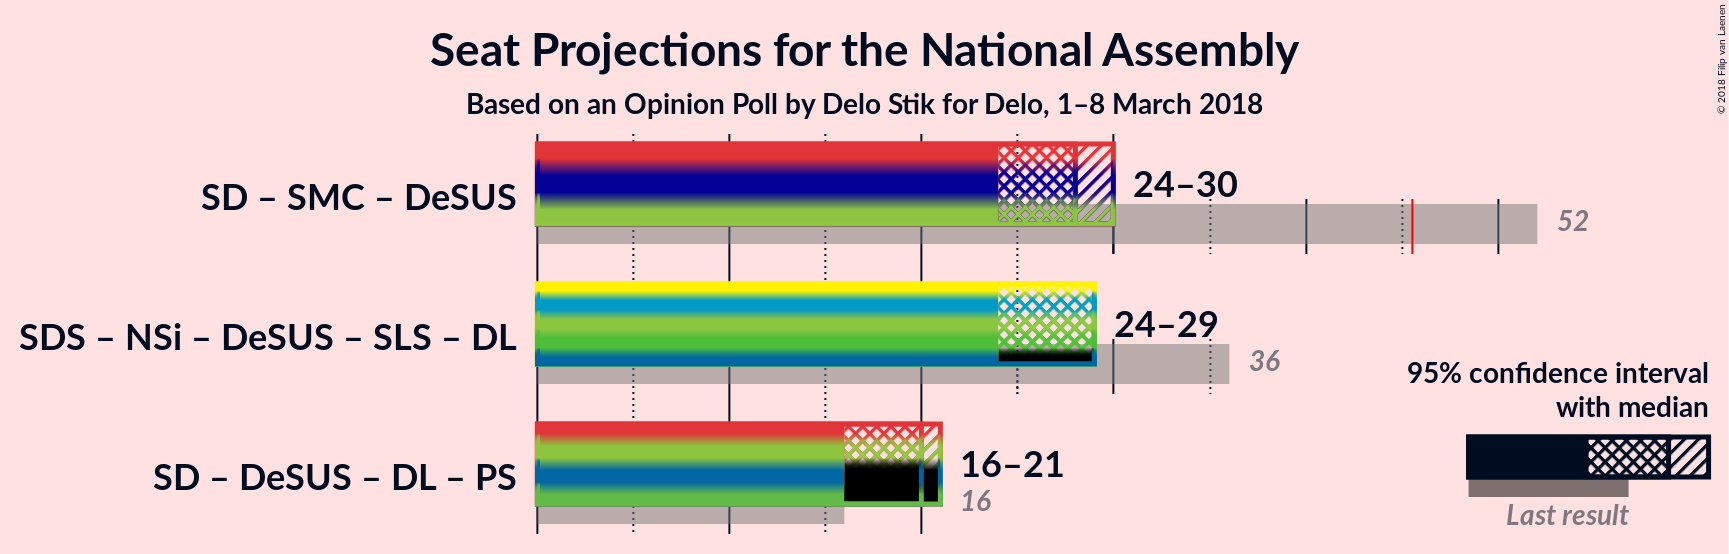 Seat Projections for the National Assembly
Based on an Opinion Poll by Delo Stik for Delo, 1–8 March 2018
© 2018 Filip van Laenen
SD – SMC – DeSUS
24–30
52
SDS – NSi – DeSUS – SLS – DL
24–29
36
SD – DeSUS – DL – PS
16–21
16
95% confidence interval
with median
Last result